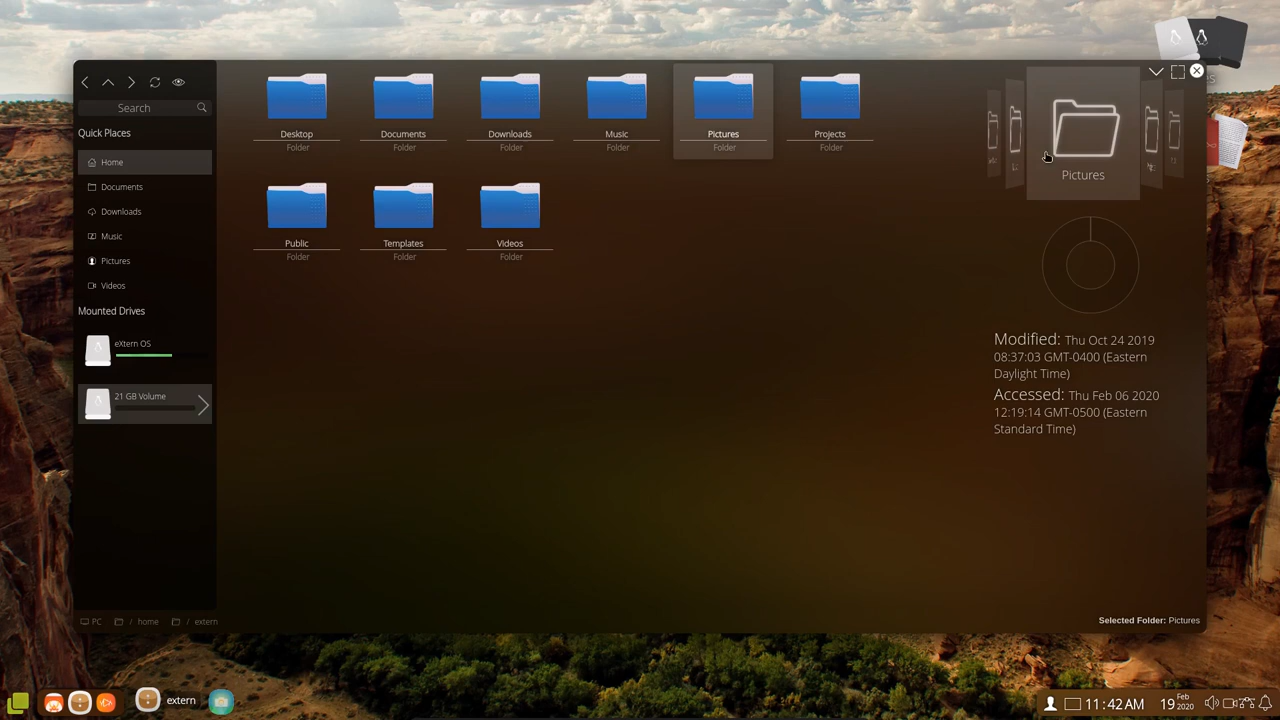 Search
Quick Places
Home
Documents
Downloads
Music
Pictures
Videos
Mounted Drives
eXtern OS
21 GB Volume
Desktop
Folder
Documents
Folder
Downloads
Folder
Music
Folder
Pictures
Folder
Projects
Folder
Public
Folder
Templates
Folder
Videos
Folder
Pictures
Modified: Thu Oct 24 2019
08:37:03 GMT-0400 (Eastern
Daylight Time)
Accessed: Thu Feb 06 2020
12:19:14 GMT-0500 (Eastern
Standard Time)
PC / home / extern
Selected Folder: Pictures
extern
11:42AM
19 Feb
2020